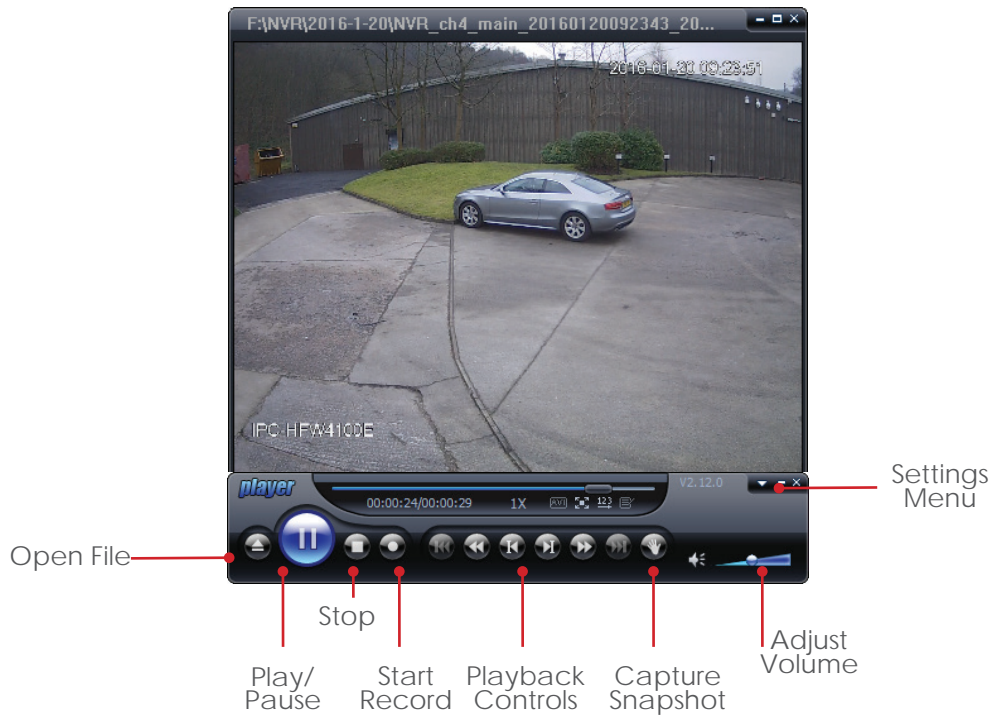 F:\NVR\2016-1-20\NVR_ch4_main_20160120092343_20...
2016-01-20 09:23:51
IPC-HFW4100E
player
V2.12.0
00:00:24/00:00:29
1X
AVI
123
Settings
Menu
Open File
Stop
Play/
Pause
Start
Record
Playback
Controls
Capture
Snapshot
Adjust
Volume